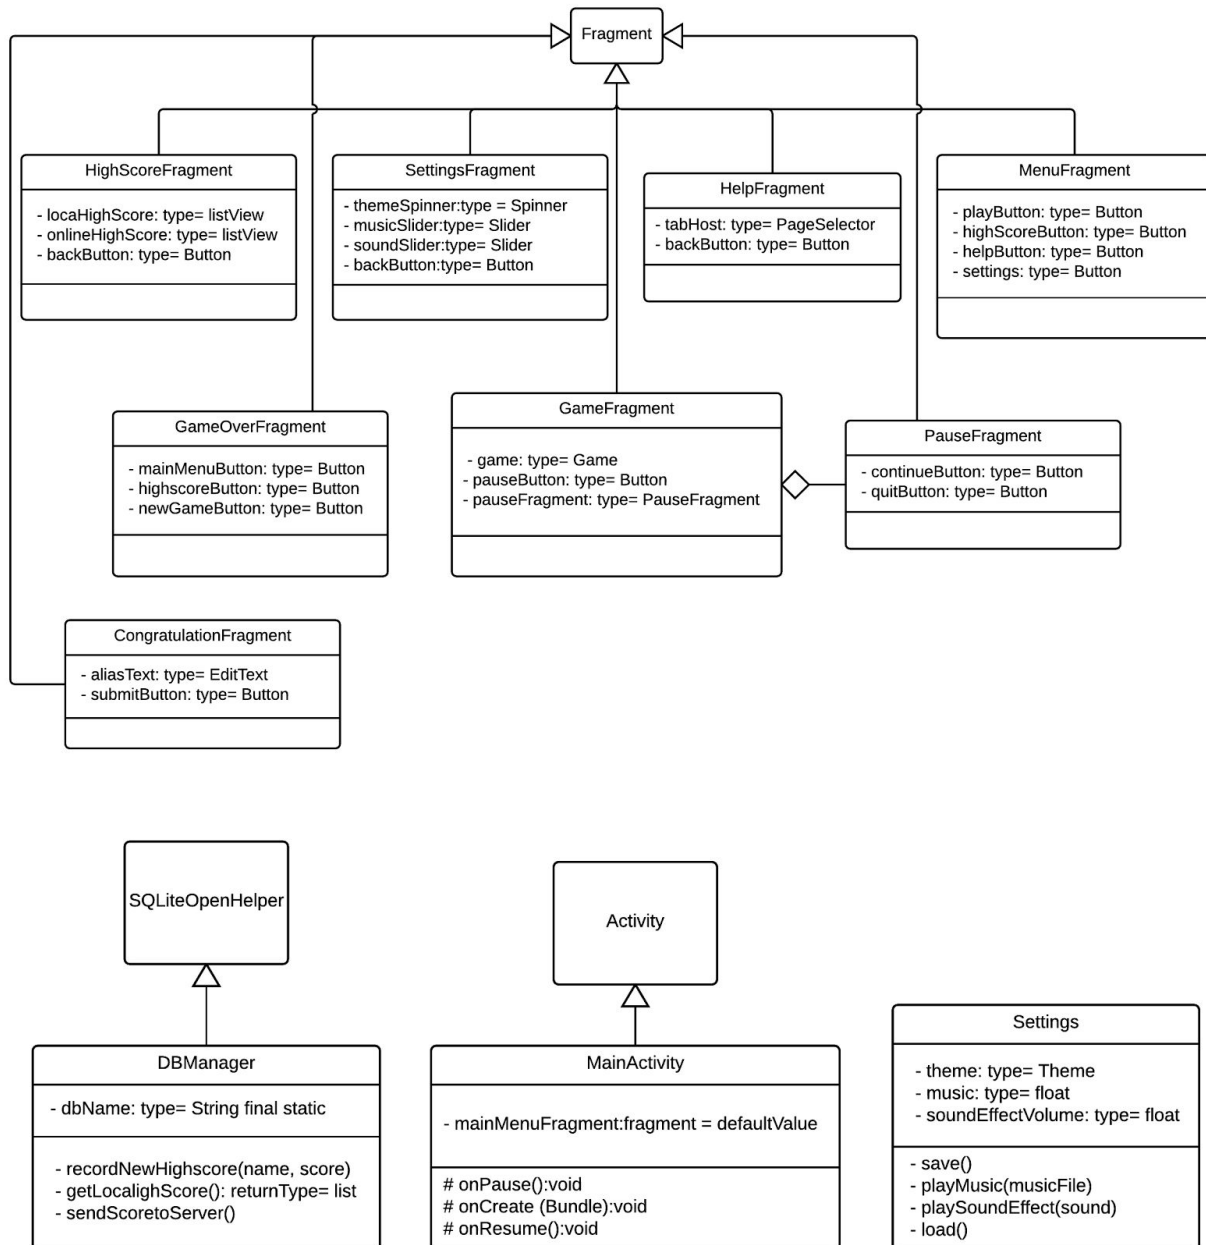 Fragment
HighScoreFragment
- locaHighScore: type= listView
- onlineHighScore: type= listView
- backButton: type= Button
SettingsFragment
- themeSpinner:type = Spinner
- musicSlider:type= Slider
- soundSlider:type= Slider
- backButton:type= Button
HelpFragment
- tabHost: type= PageSelector
- backButton: type= Button
MenuFragment
- playButton: type= Button
- highScoreButton: type= Button
- helpButton: type= Button
- settings: type= Button
GameOverFragment
- mainMenuButton: type= Button
- highscoreButton: type= Button
- newGameButton: type= Button
GameFragment
- game: type= Game
- pauseButton: type= Button
- pauseFragment: type= PauseFragment
PauseFragment
- continueButton: type= Button
- quitButton: type= Button
CongratulationFragment
- aliasText: type= EditText
- submitButton: type= Button
SQLiteOpenHelper
Activity
DBManager
- dbName: type= String final static
- recordNewHighscore(name, score)
- getLocalighScore(): returnType= list
- sendScoretoServer()
MainActivity
- mainMenuFragment:fragment = defaultValue
# onPause():void
# onCreate (Bundle):void
# onResume():void
Settings
- theme: type= Theme
- music: type= float
- soundEffectVolume: type= float
- save()
- playMusic(musicFile)
- playSoundEffect(sound)
- load()